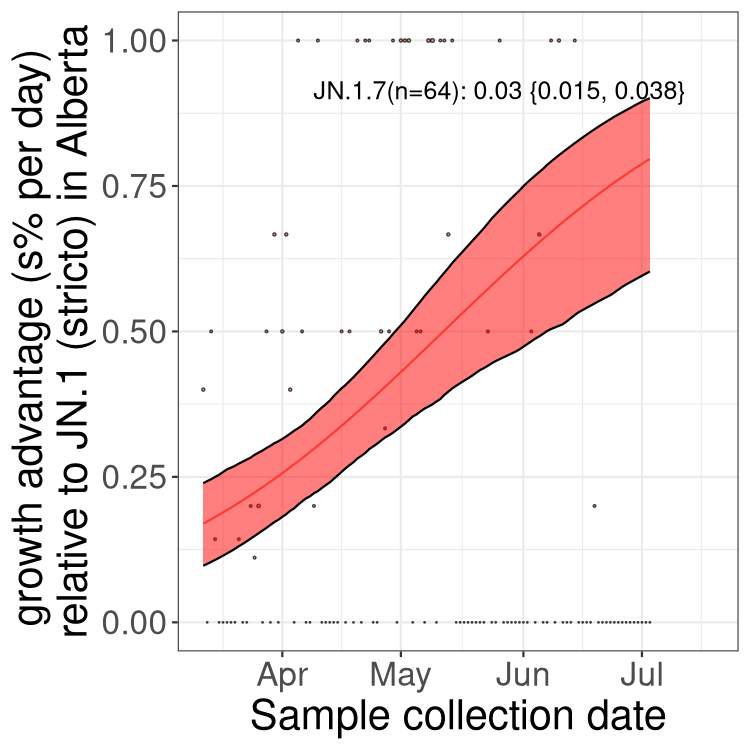 growth advantage (s% per day)
relative to JN.1 (stricto) in Alberta
1.00
0.75
0.50
0.25
0.00
JN.1.7(n=64): 0.03 {0.015, 0.038}
Apr May Jun Jul
Sample collection date